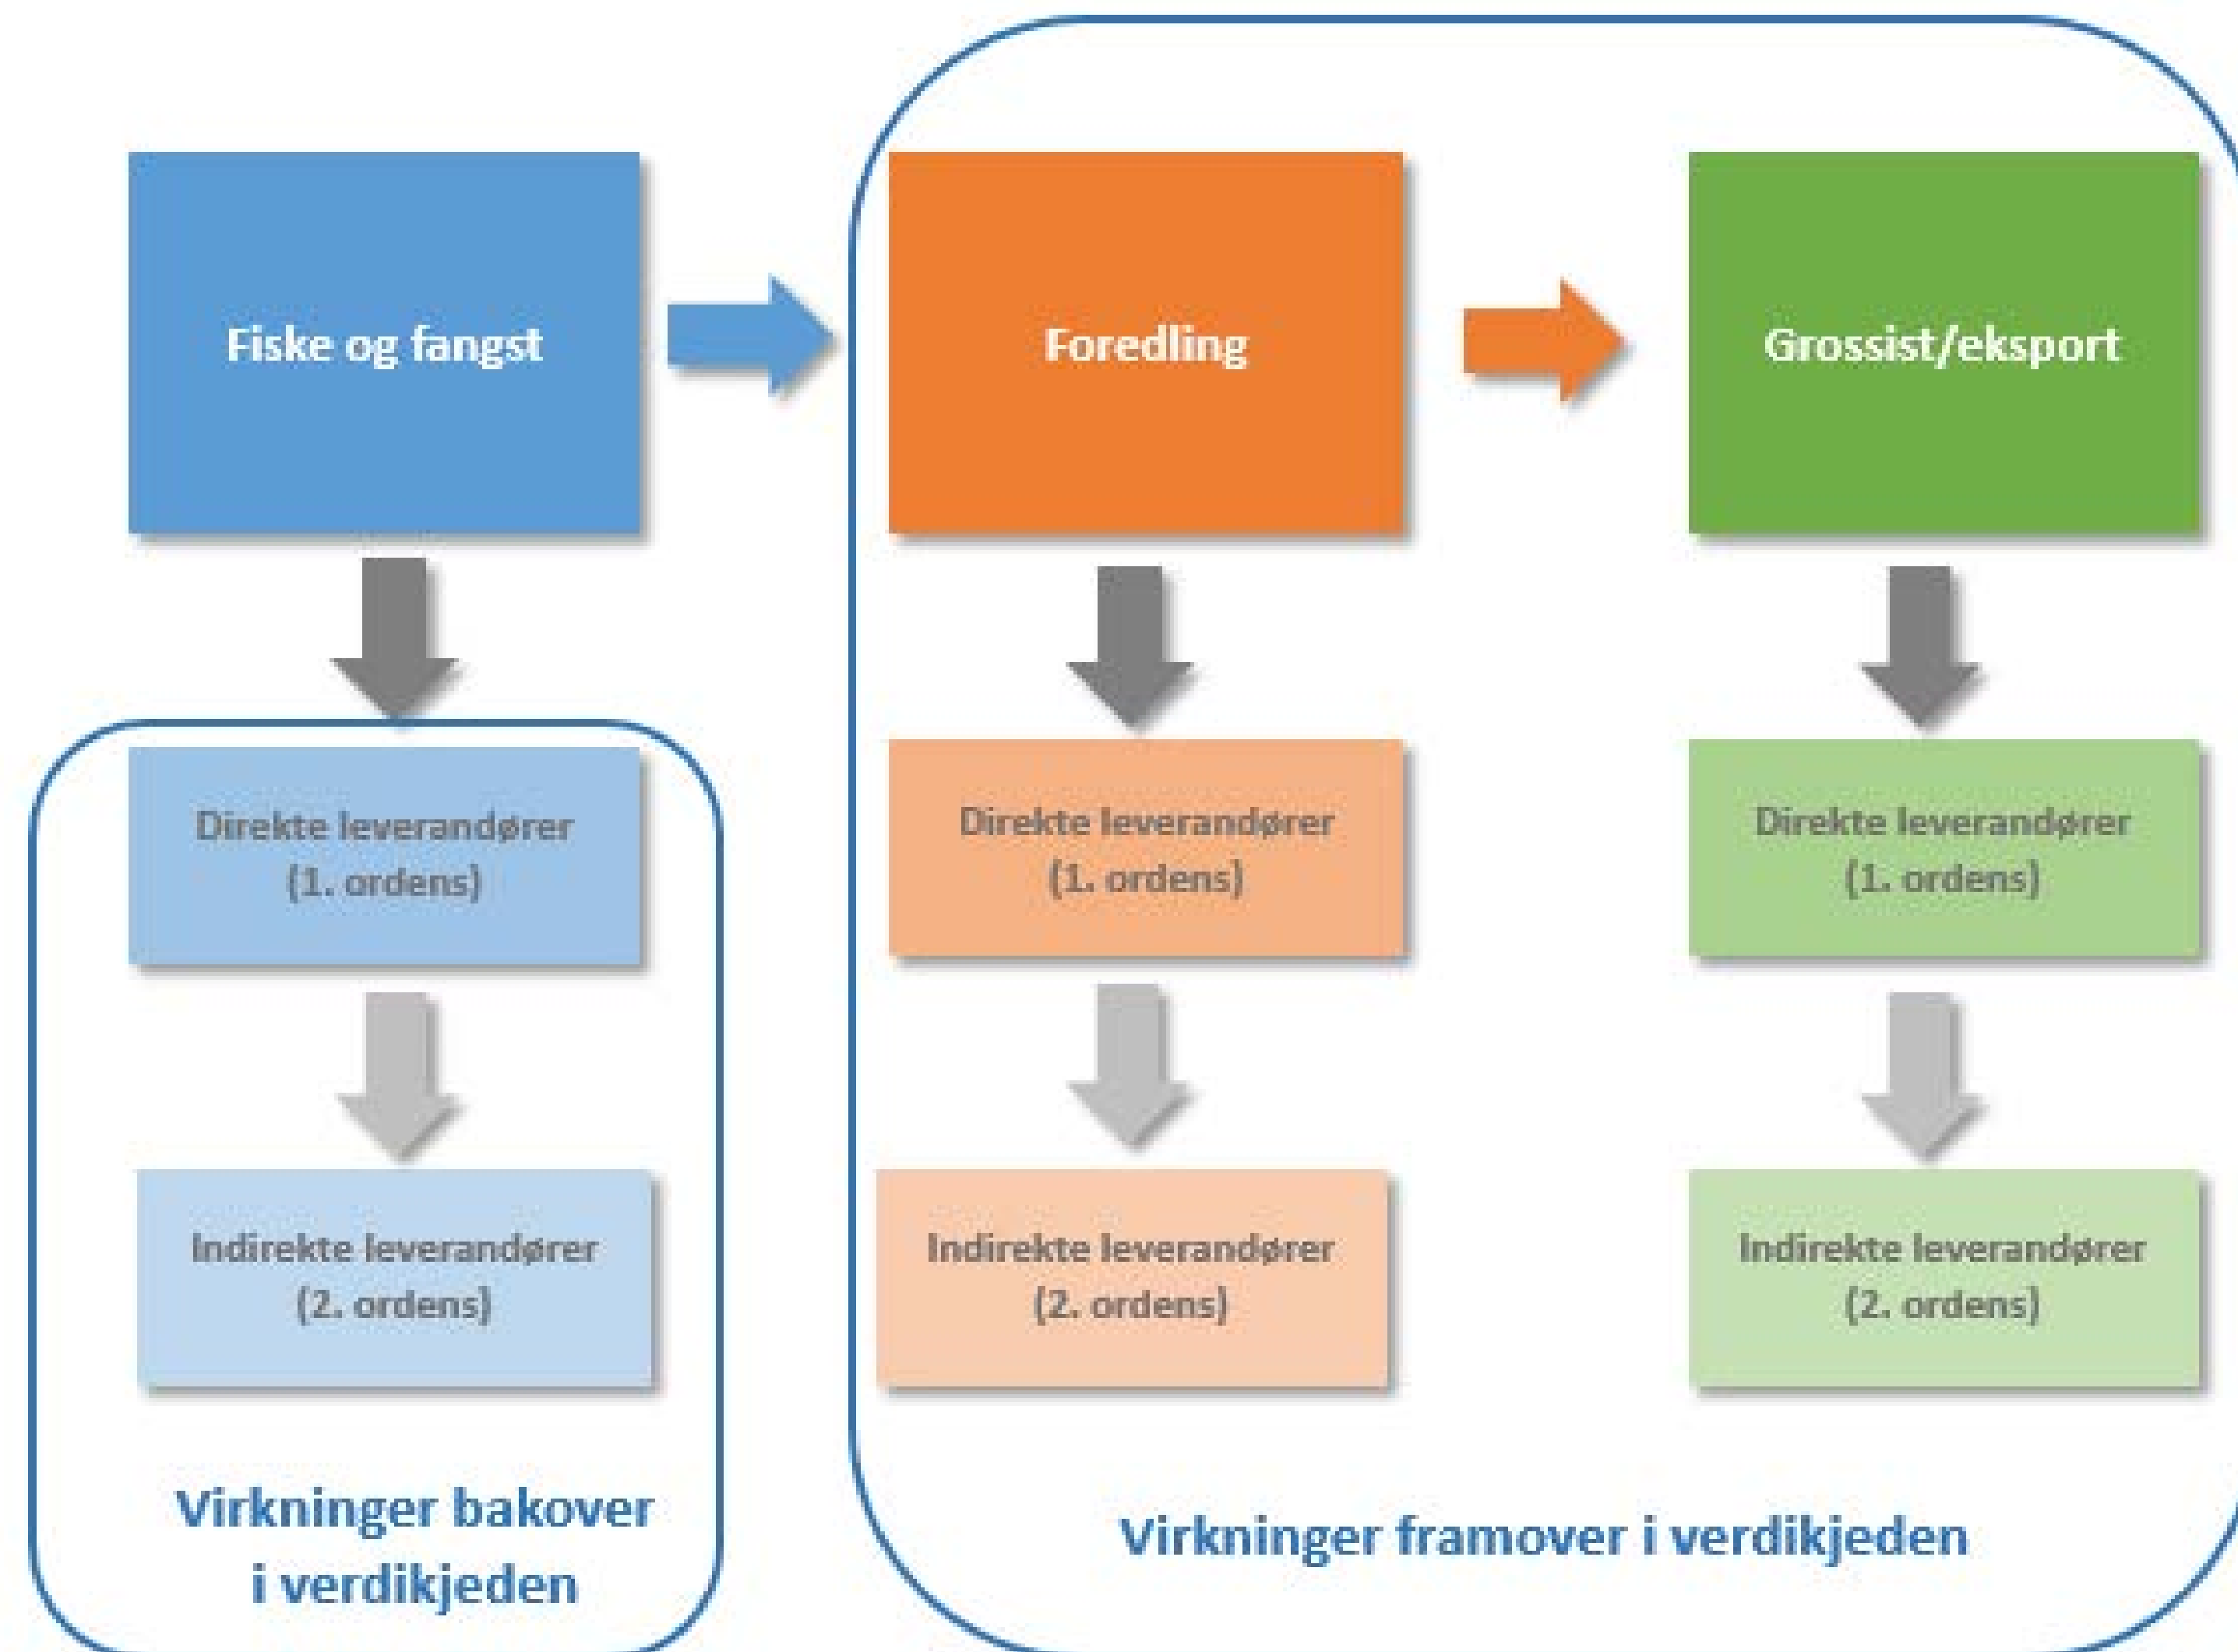 Fiske og fangst
Foredling
Grossist/eksport
Direkte leverandører
(1. ordens)
Direkte leverandører
(1. ordens)
Direkte leverandører
(1. ordens)
Indirekte leverandører
(2. ordens)
Indirekte leverandører
(2. ordens)
Indirekte leverandører
(2. ordens)
Virkninger bakover
i verdikjeden
Virkninger framover i verdikjeden